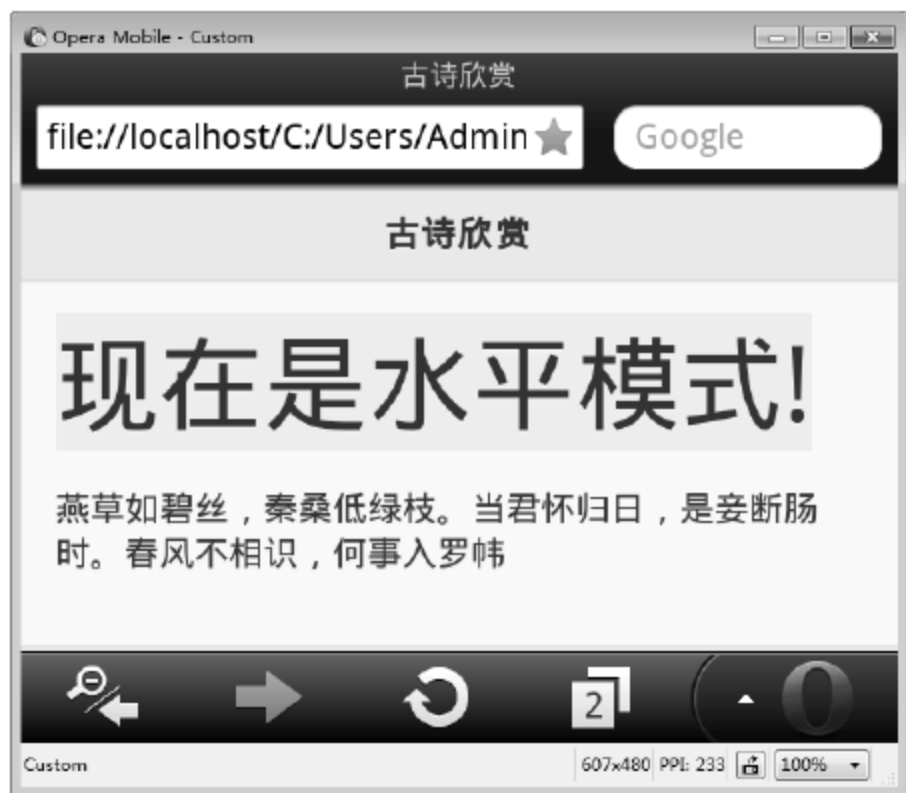 Opera Mobile - Custom
古诗欣赏
file://localhost/C:/Users/Admin Google
古诗欣赏
现在是水平模式!
燕草如碧丝，秦桑低绿枝。当君怀归日，是妾断肠
时。春风不相识，何事入罗帏
2
Custom 607x480 PPI: 233 100%